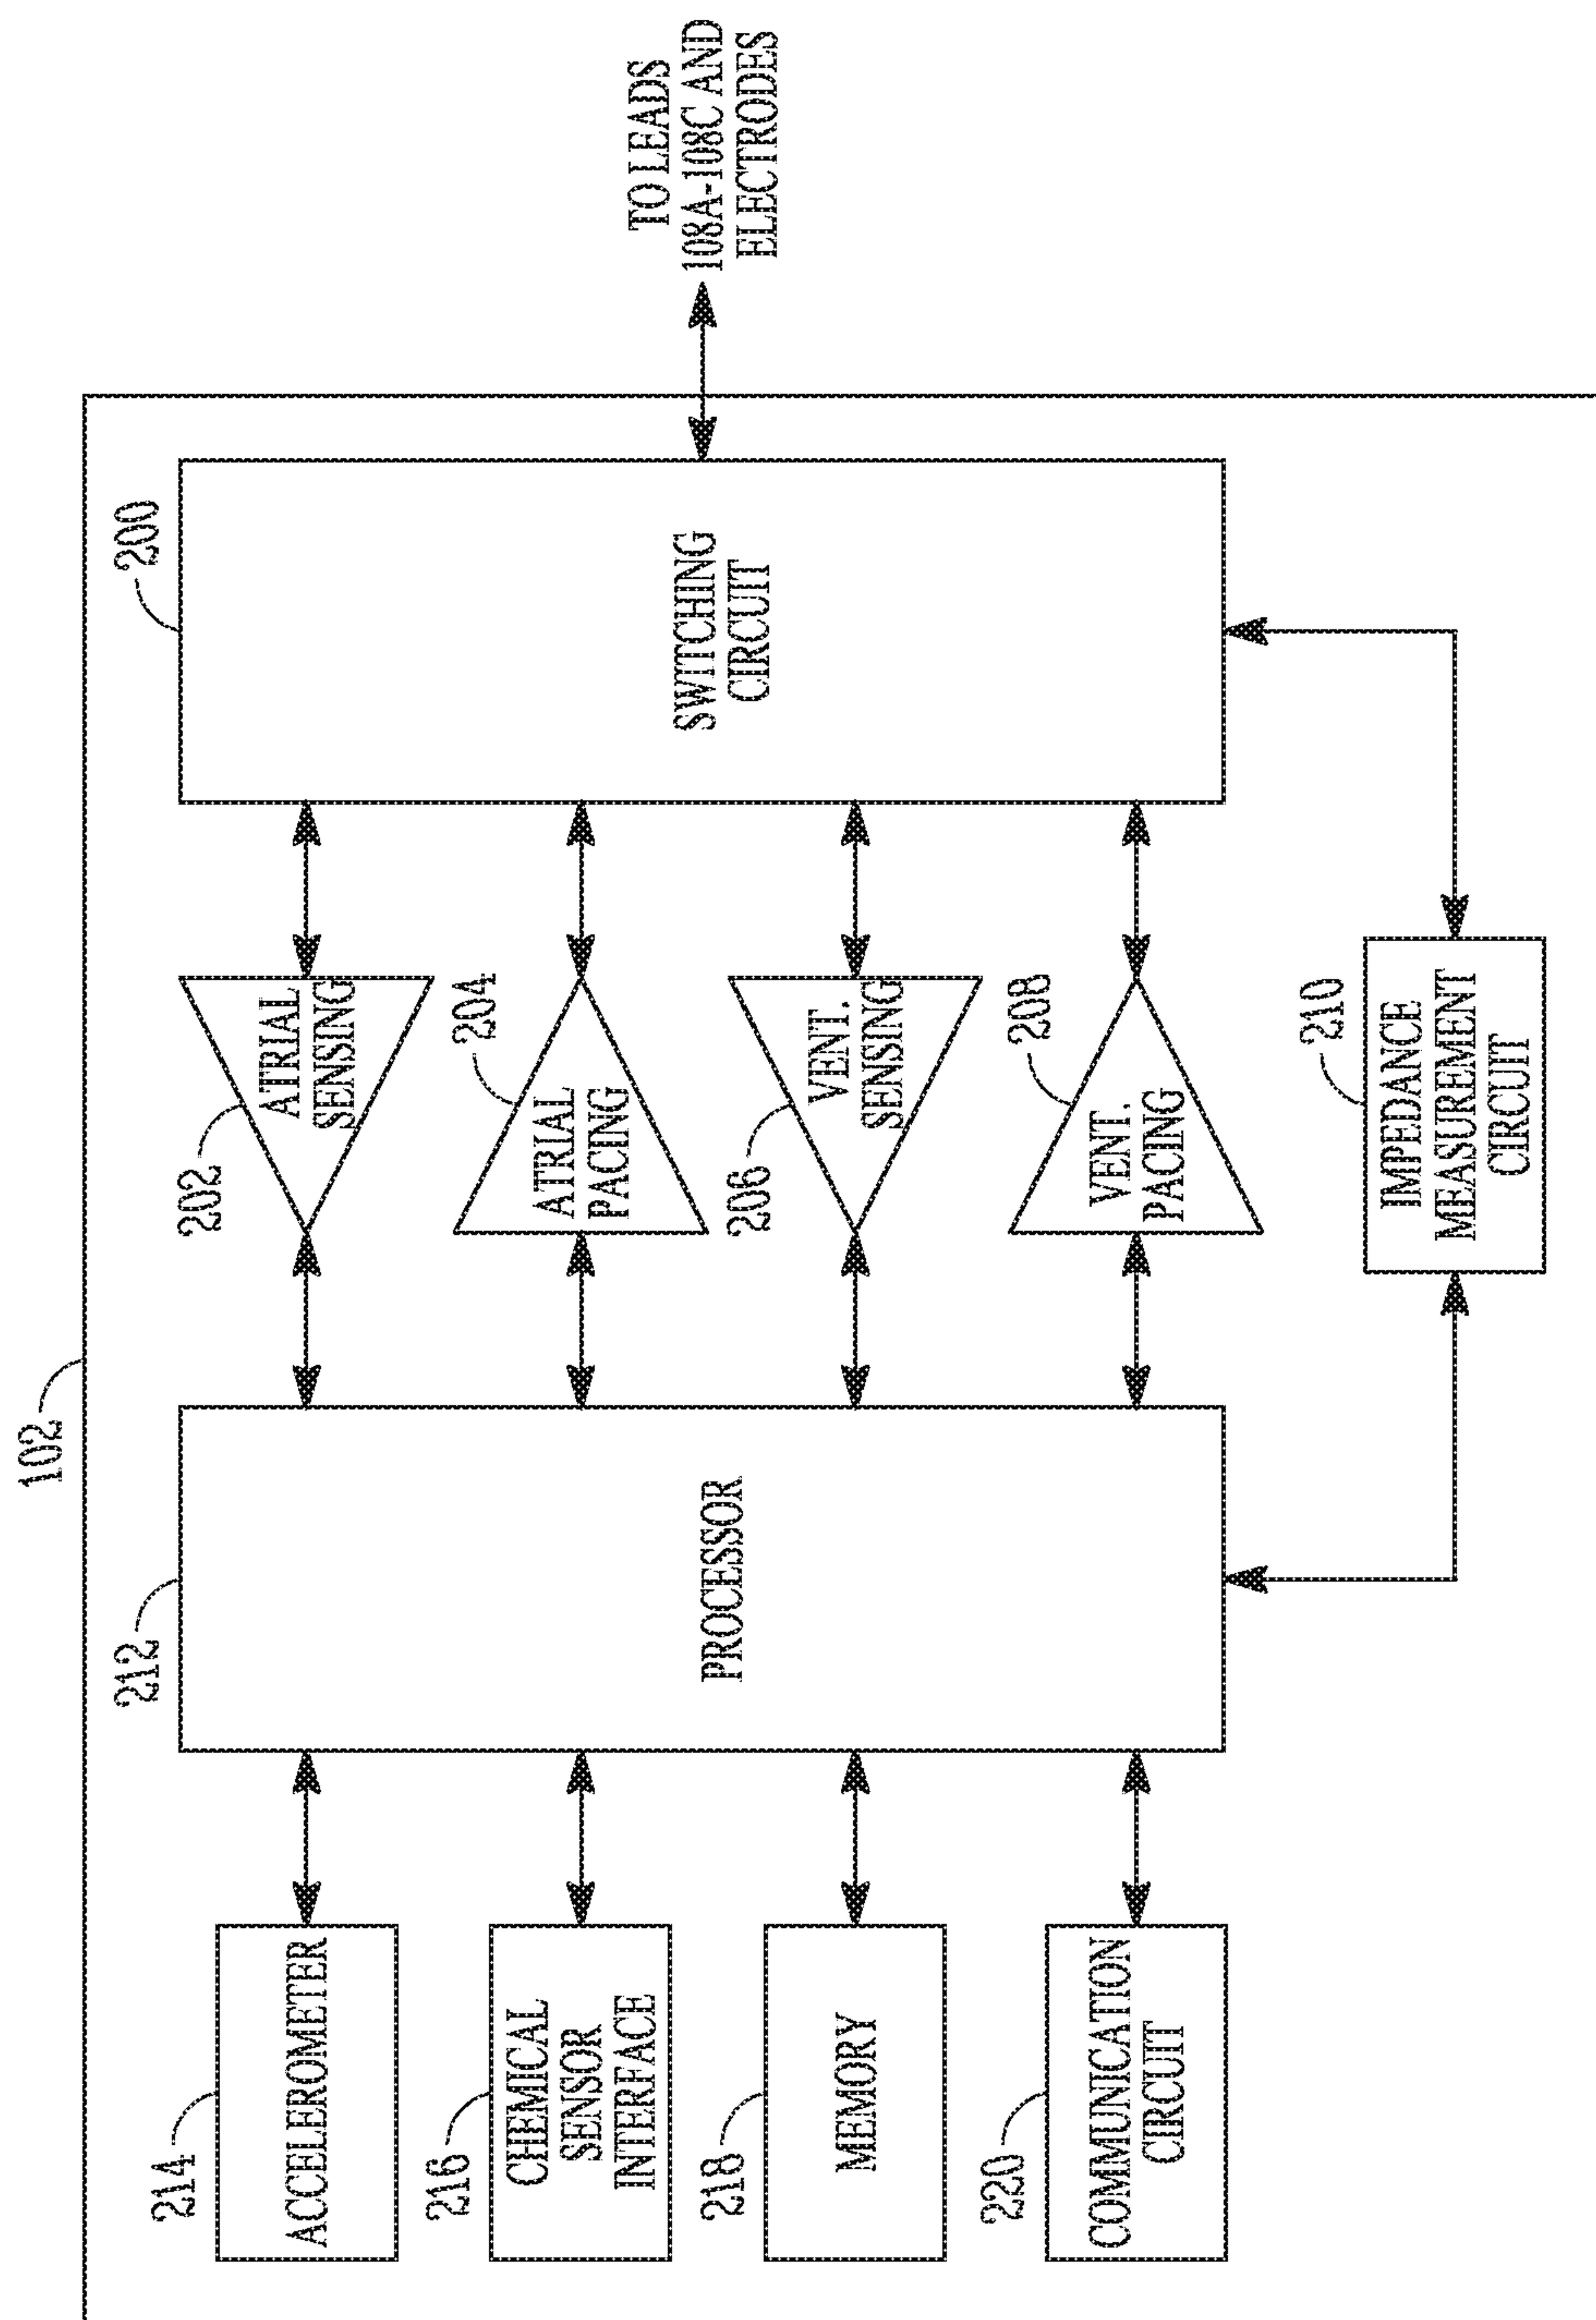 102
214
ACCELEROMETER
216
CHEMICAL
SENSOR
INTERFACE
218
MEMORY
220
COMMUNICATION
CIRCUIT
212
PROCESSOR
202
ATRIAL
SENSING
204
ATRIAL
PACING
206
VENT.
SENSING
208
VENT.
PACING
210
IMPEDANCE
MEASUREMENT
CIRCUIT
200
SWITCHING
CIRCUIT
TO LEADS
108A-108C AND
ELECTRODES